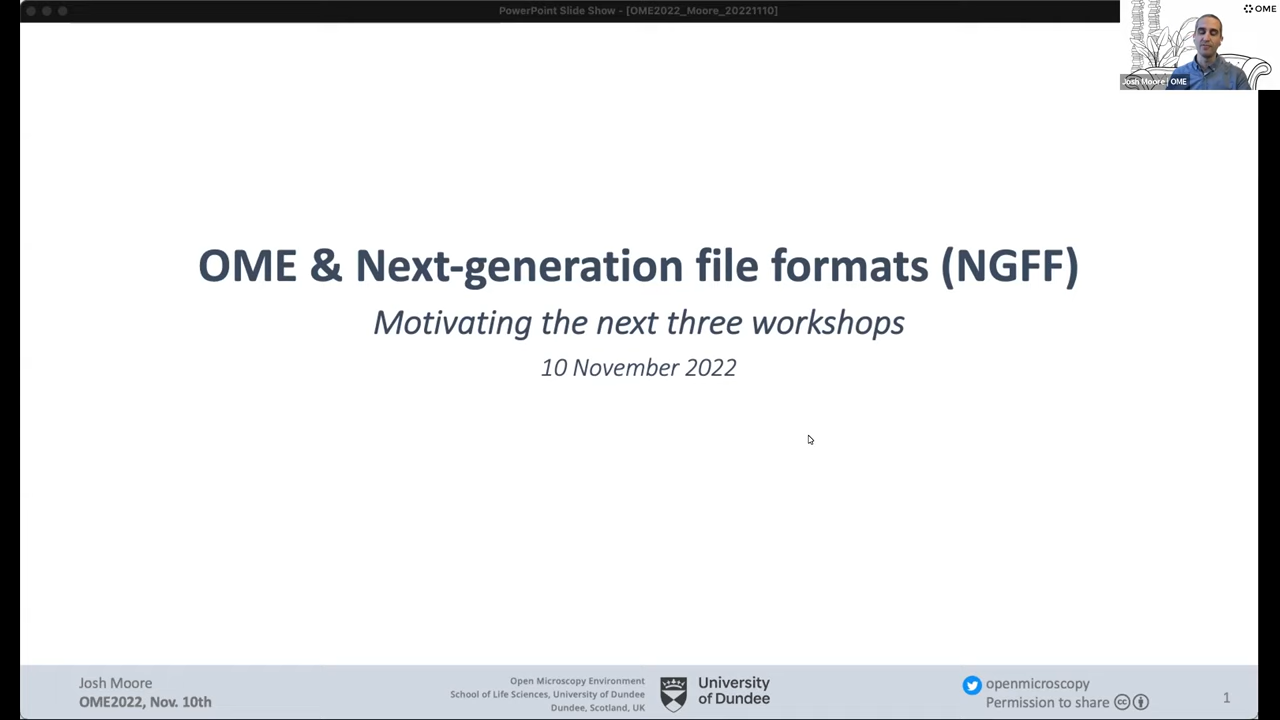 PowerPoint Slide Show - [OME2022_Moore_20221110]
OME
Josh Moore | OME
OME & Next-generation file formats (NGFF)
Motivating the next three workshops
10 November 2022
Josh Moore
OME2022, Nov. 10th
Open Microscopy Environment
School of Life Sciences, University of Dundee
Dundee, Scotland, UK
University
of Dundee
openmicroscopy
Permission to share
1